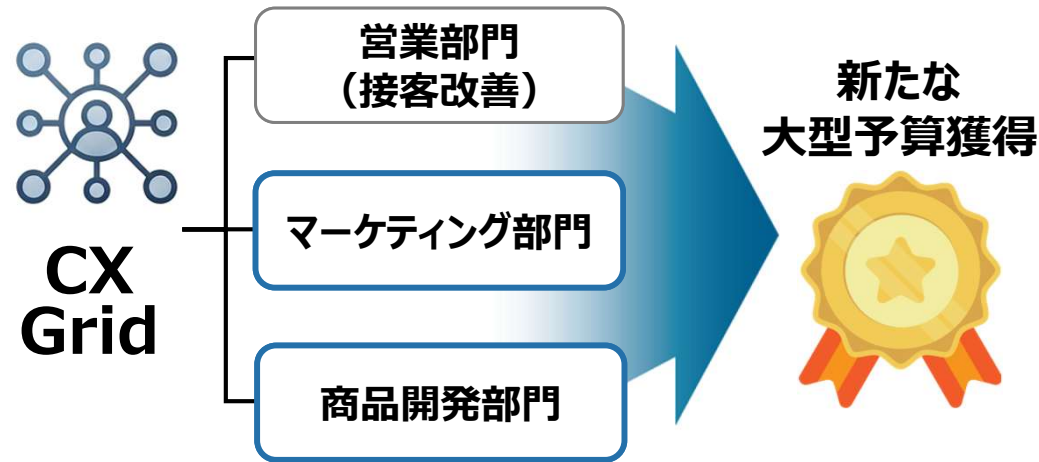 CX
Grid
営業部門
（接客改善）
マーケティング部門
商品開発部門
新たな
大型予算獲得